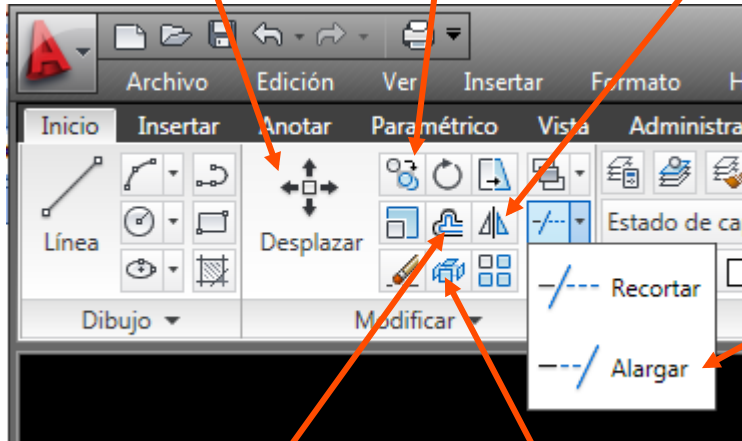 Archivo Edición Ver Insertar Formato
Inicio Insertar Anotar Paramétrico Vista Administra
Línea
Desplazar
Estado de ca
Dibujo
Modificar
Recortar
Alargar